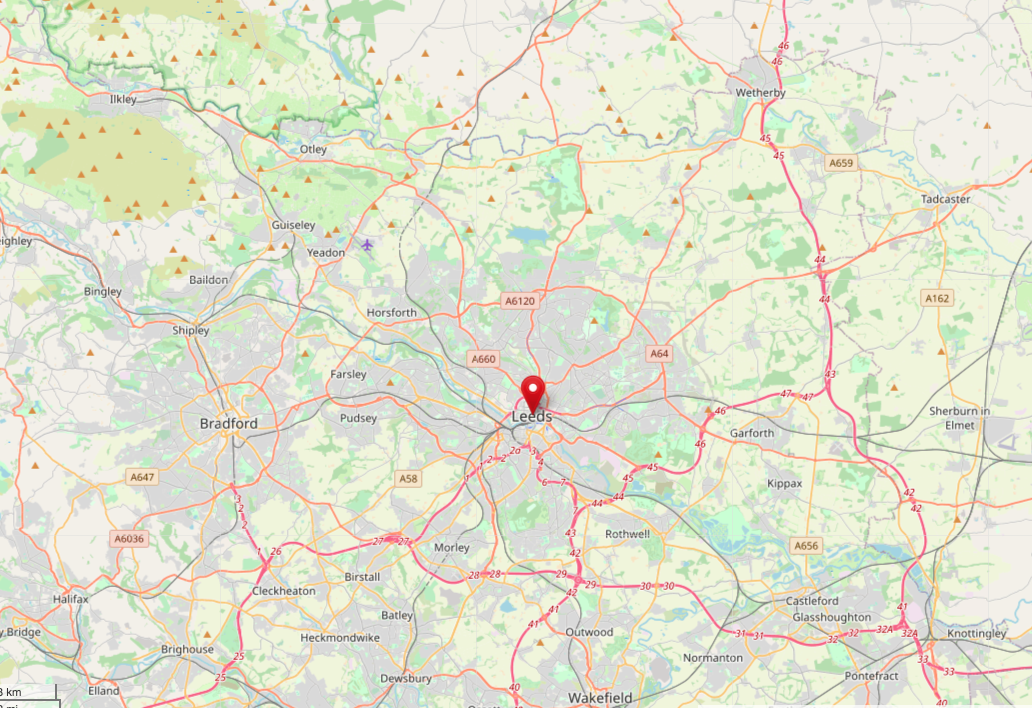 46
46
Wetherby
Ilkley
45
Otley
45
A659
Tadcaster
Guiseley
eighley
Yeadon
44
Baildon
Bingley
44
A162
A6120
Horsforth
Shipley
A660
A64
Farsley
43
47
47
46
Sherburn in
Elmet
Pudsey
Leeds
Bradford
Garforth
46
2a
3
2
2
1
4
45
45
A647
A58
6
7
Kippax
3
2
44
44
42
42
7
2
43
Rothwell
A6036
27
27
Morley
A656
1
26
42
28
28
29
29
30
30
Birstall
Cleckheaton
42
Halifax
Castleford
41
41
Batley
Glasshoughton
41
y Bridge
Heckmondwike
Outwood
31
31
32
32
32A
32A
Knottingley
Brighouse
25
Normanton
33
33
25
Dewsbury
Pontefract
40
Elland
3 km
Wakefield
40